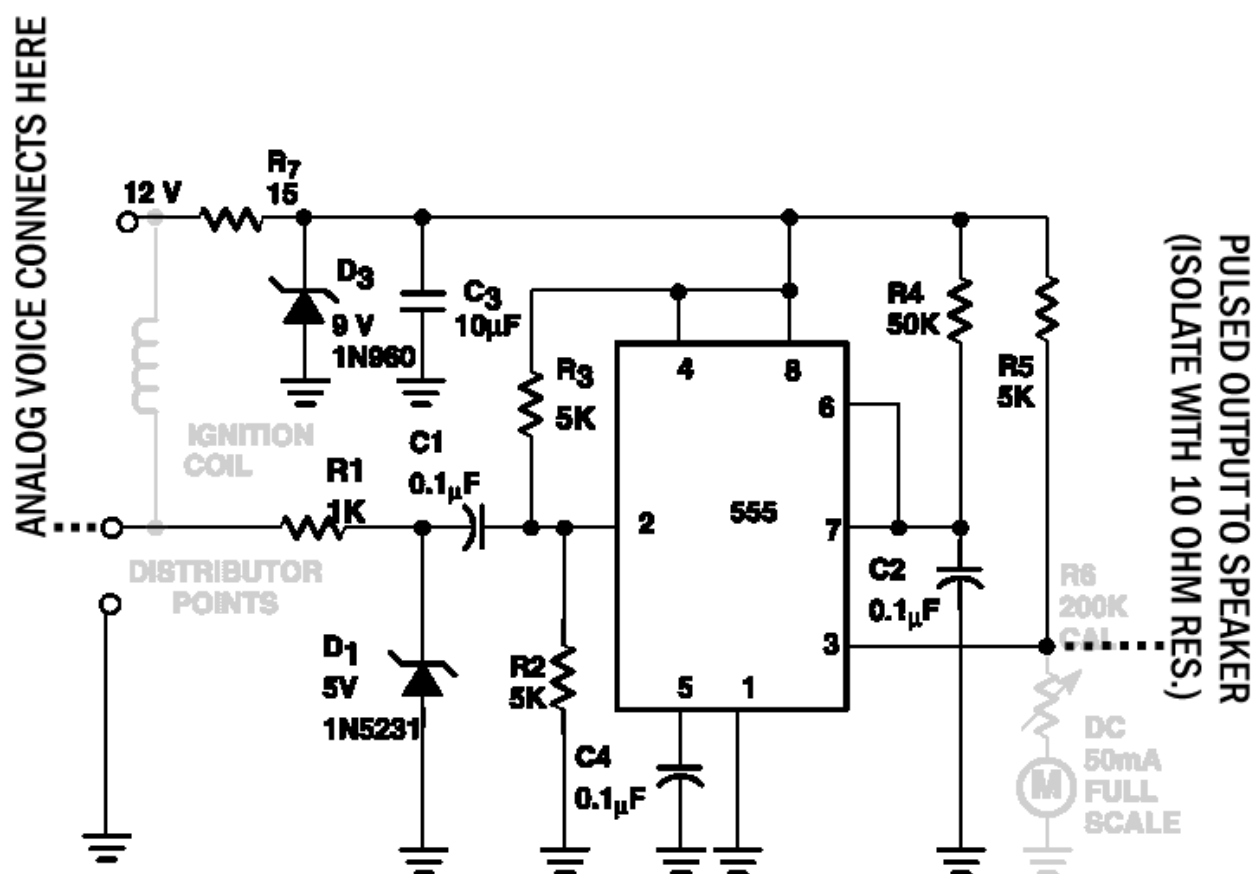 ANALOG VOICE CONNECTS HERE
12 V
R7
15
D3
9 V
1N960
C3
10µF
R3
5K
4
8
6
R4
50K
R5
5K
IGNITION
COIL
C1
0.1µF
R1
1K
2
555
7
DISTRIBUTOR
POINTS
C2
0.1µF
R6
200K
CAL
3
D1
5V
1N5231
R2
5K
5
1
C4
0.1µF
DC
50mA
FULL
SCALE
M
PULSED OUTPUT TO SPEAKER
(ISOLATE WITH 10 OHM RES.)